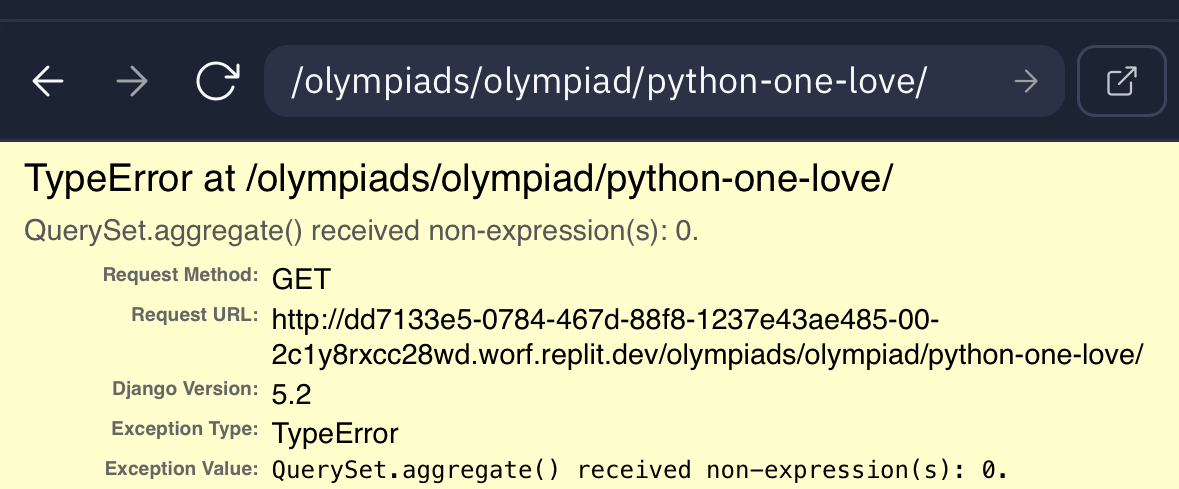 /olympiads/olympiad/python-one-love/
TypeError at /olympiads/olympiad/python-one-love/
QuerySet.aggregate() received non-expression(s): 0.
Request Method: GET
Request URL: http://dd7133e5-0784-467d-88f8-1237e43ae485-00-
2c1y8rxcc28wd.worf.replit.dev/olympiads/olympiad/python-one-love/
Django Version: 5.2
Exception Type: TypeError
Exception Value: QuerySet.aggregate() received non-expression(s): 0.